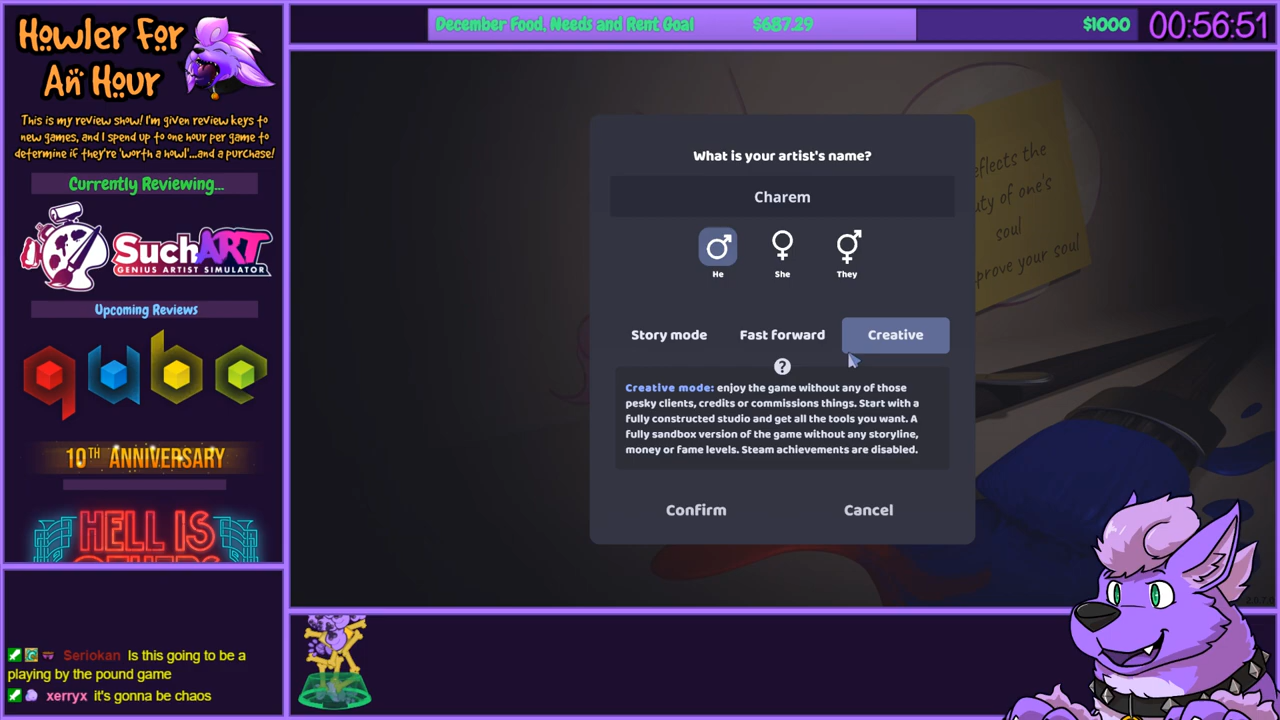 Howler For
An Hour
This is my review show! I'm given review keys to
new games, and I spend up to one hour per game to
determine if they're 'worth a howl'...and a purchase!
Currently Reviewing...
SuchART
GENIUS ARTIST SIMULATOR
Upcoming Reviews
qube
10TH ANNIVERSARY
HELL IS
OTHERS
Seriokan Is this going to be a
playing by the pound game
xerryx it's gonna be chaos
December Food, Needs and Rent Goal $687.29 $1000 00:56:51
What is your artist's name?
Charem
He She They
Story mode Fast forward Creative
?
Creative mode: enjoy the game without any of those
pesky clients, credits or commissions things. Start with a
fully constructed studio and get all the tools you want. A
fully sandbox version of the game without any storyline,
money or fame levels. Steam achievements are disabled.
Confirm Cancel
eflects the
uty of one's
soul
prove your soul